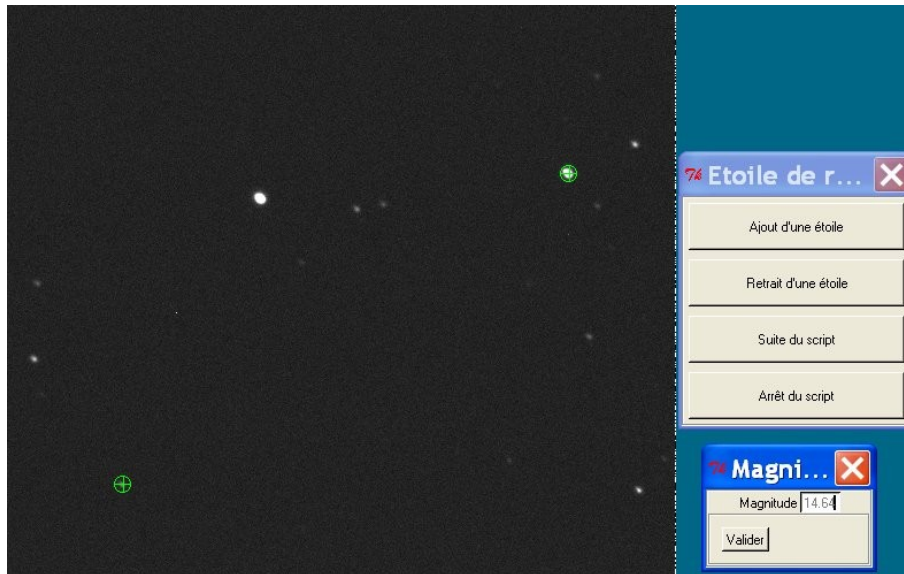 Etoile de r...
Ajout d'une étoile
Retrait d'une étoile
Suite du script
Arrêt du script
Magni...
Magnitude 14.64
Valider